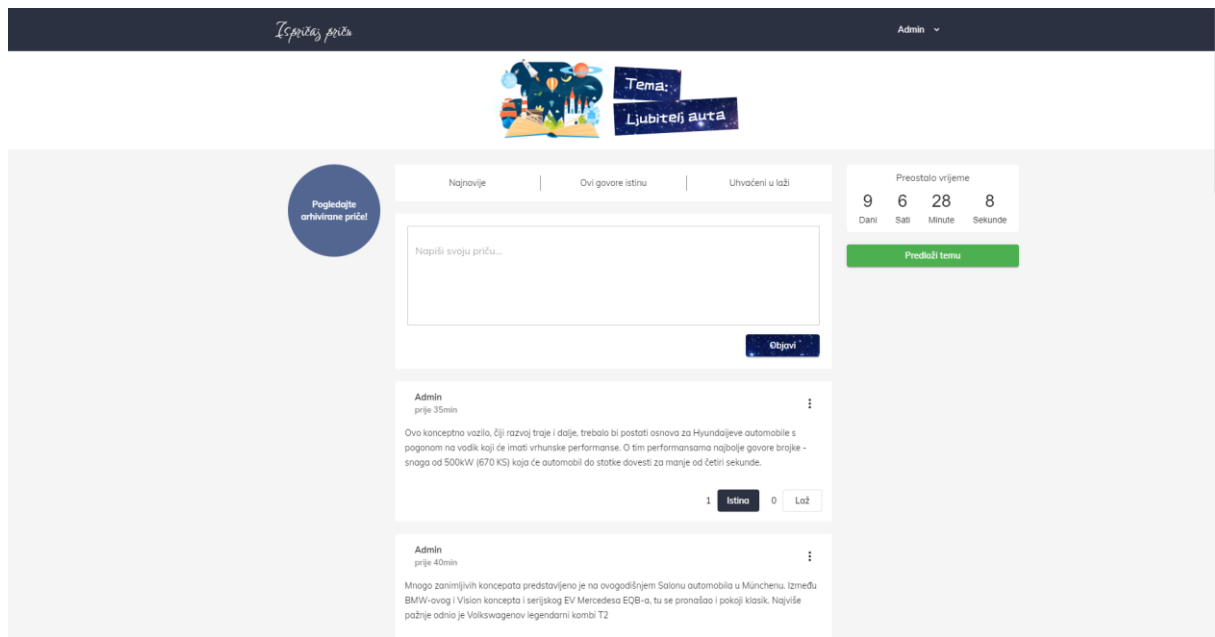 Ispričaj priču
Admin
Tema:
Ljubitelj auta
Pogledajte
arhivirane priče!
Najnovije
Ovi govore istinu
Uhvaćeni u laži
Preostalo vrijeme
9 6 28 8
Dani Sati Minute Sekunde
Predloži temu
Napiši svoju priču...
Objavi
Admin
prije 35min
Ovo konceptno vozilo, čiji razvoj traje i dalje, trebalo bi postati osnova za Hyundaijeve automobile s
pogonom na vodik koji će imati vrhunske performanse. O tim performansama najbolje govore brojke -
snaga od 500kW (670 KS) koja će automobil do stotke dovesti za manje od četiri sekunde.
1 Istina 0 Laž
Admin
prije 40min
Mnogo zanimljivih koncepata predstavljeno je na ovogodišnjem Salonu automobila u Münchenu. Između
BMW-ovog i Vision koncepta i serijskog EV Mercedesa EQB-a, tu se pronašao i pokoji klasik. Najviše
pažnje odnio je Volkswagenov legendarni kombi T2